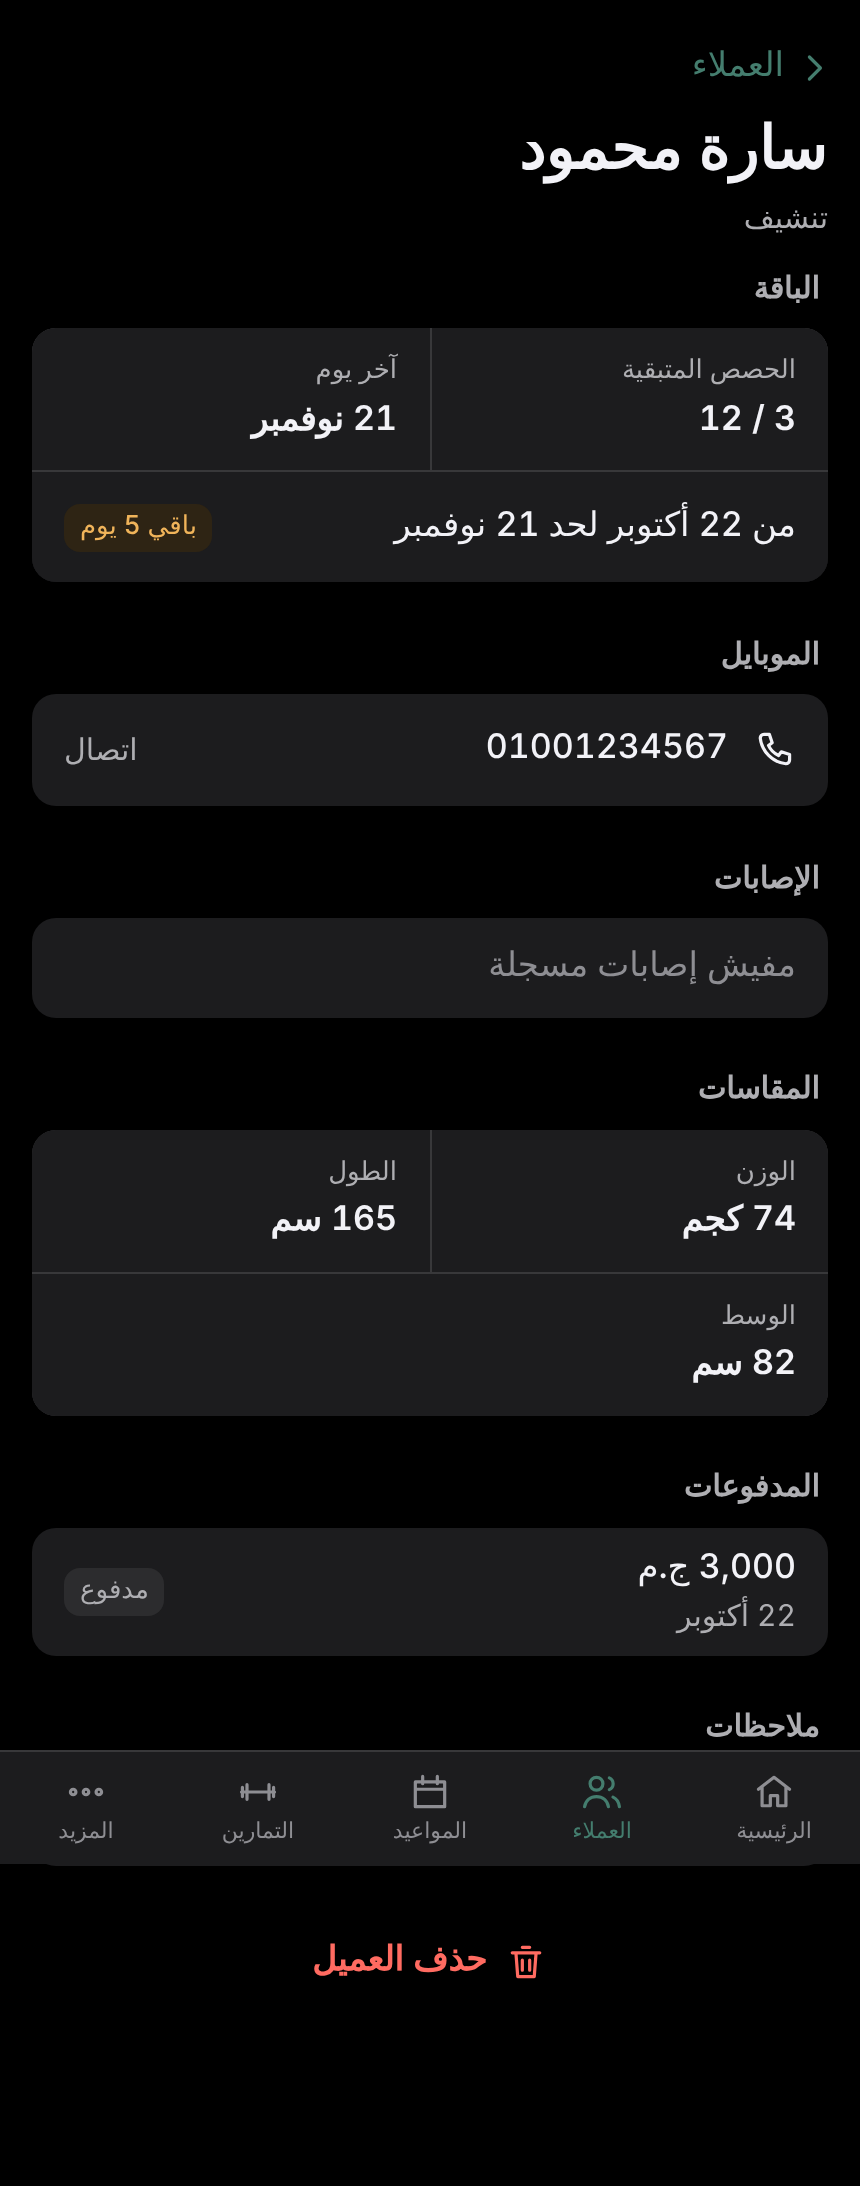 العملاء
سارة محمود
تنشيف
الباقة
الحصص المتبقية
3 / 12
آخر يوم
21 نوفمبر
من 22 أكتوبر لحد 21 نوفمبر
باقي 5 يوم
الموبايل
01001234567
اتصال
الإصابات
مفيش إصابات مسجلة
المقاسات
الوزن
74 كجم
الطول
165 سم
الوسط
82 سم
المدفوعات
3,000 ج.م
22 أكتوبر
مدفوع
ملاحظات
الرئيسية
العملاء
المواعيد
التمارين
المزيد
حذف العميل